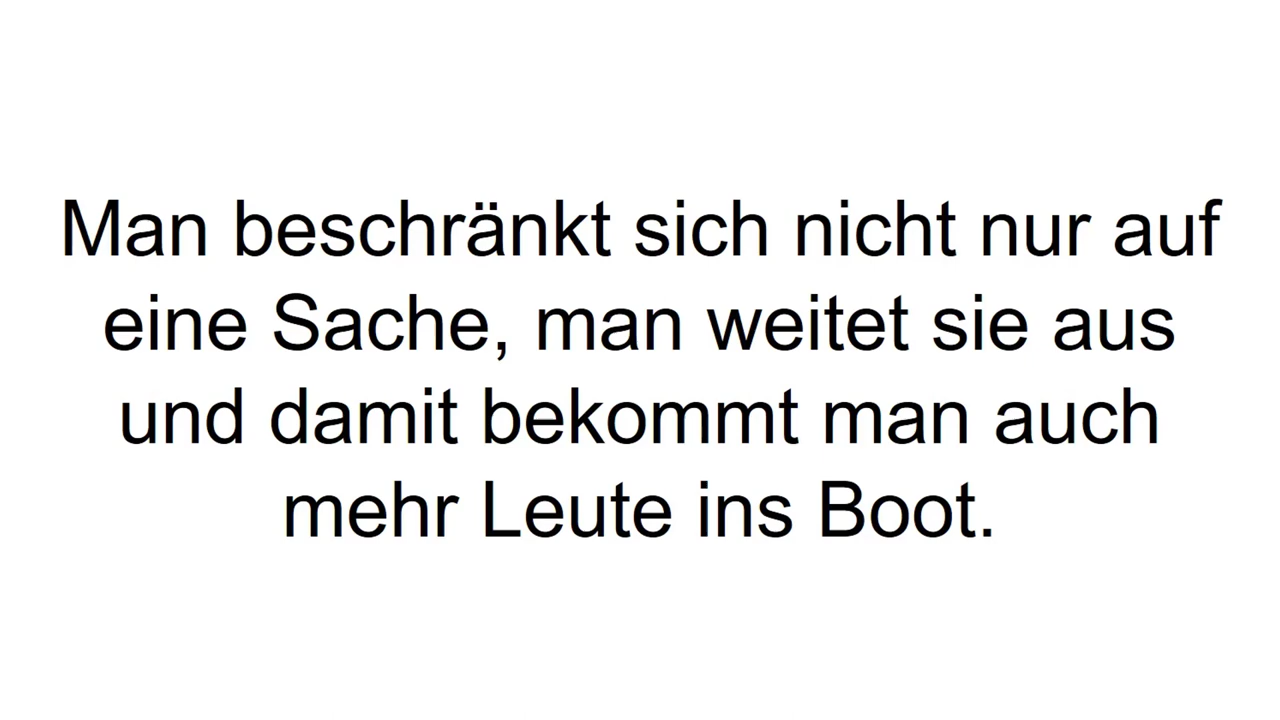 Man beschränkt sich nicht nur auf
eine Sache, man weitet sie aus
und damit bekommt man auch
mehr Leute ins Boot.